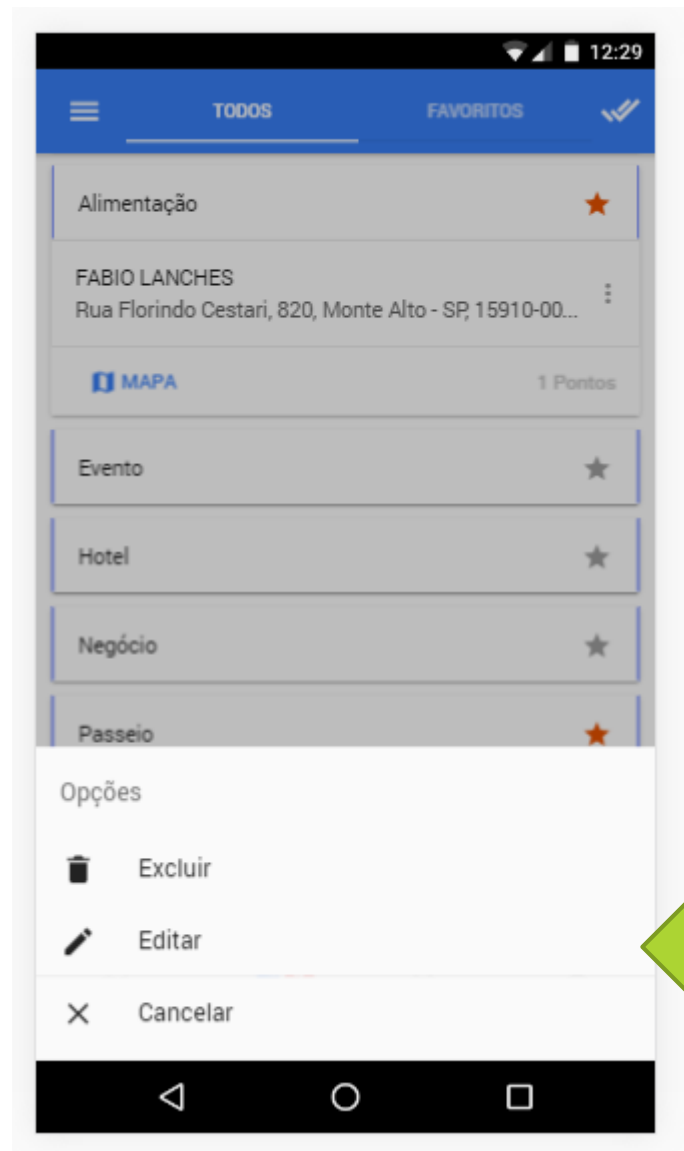 12:29
TODOS FAVORITOS
Alimentação
FABIO LANCHES
Rua Florindo Cestari, 820, Monte Alto - SP, 15910-00...
MAPA 1 Pontos
Evento
Hotel
Negócio
Passeio
Opções
Excluir
Editar
Cancelar